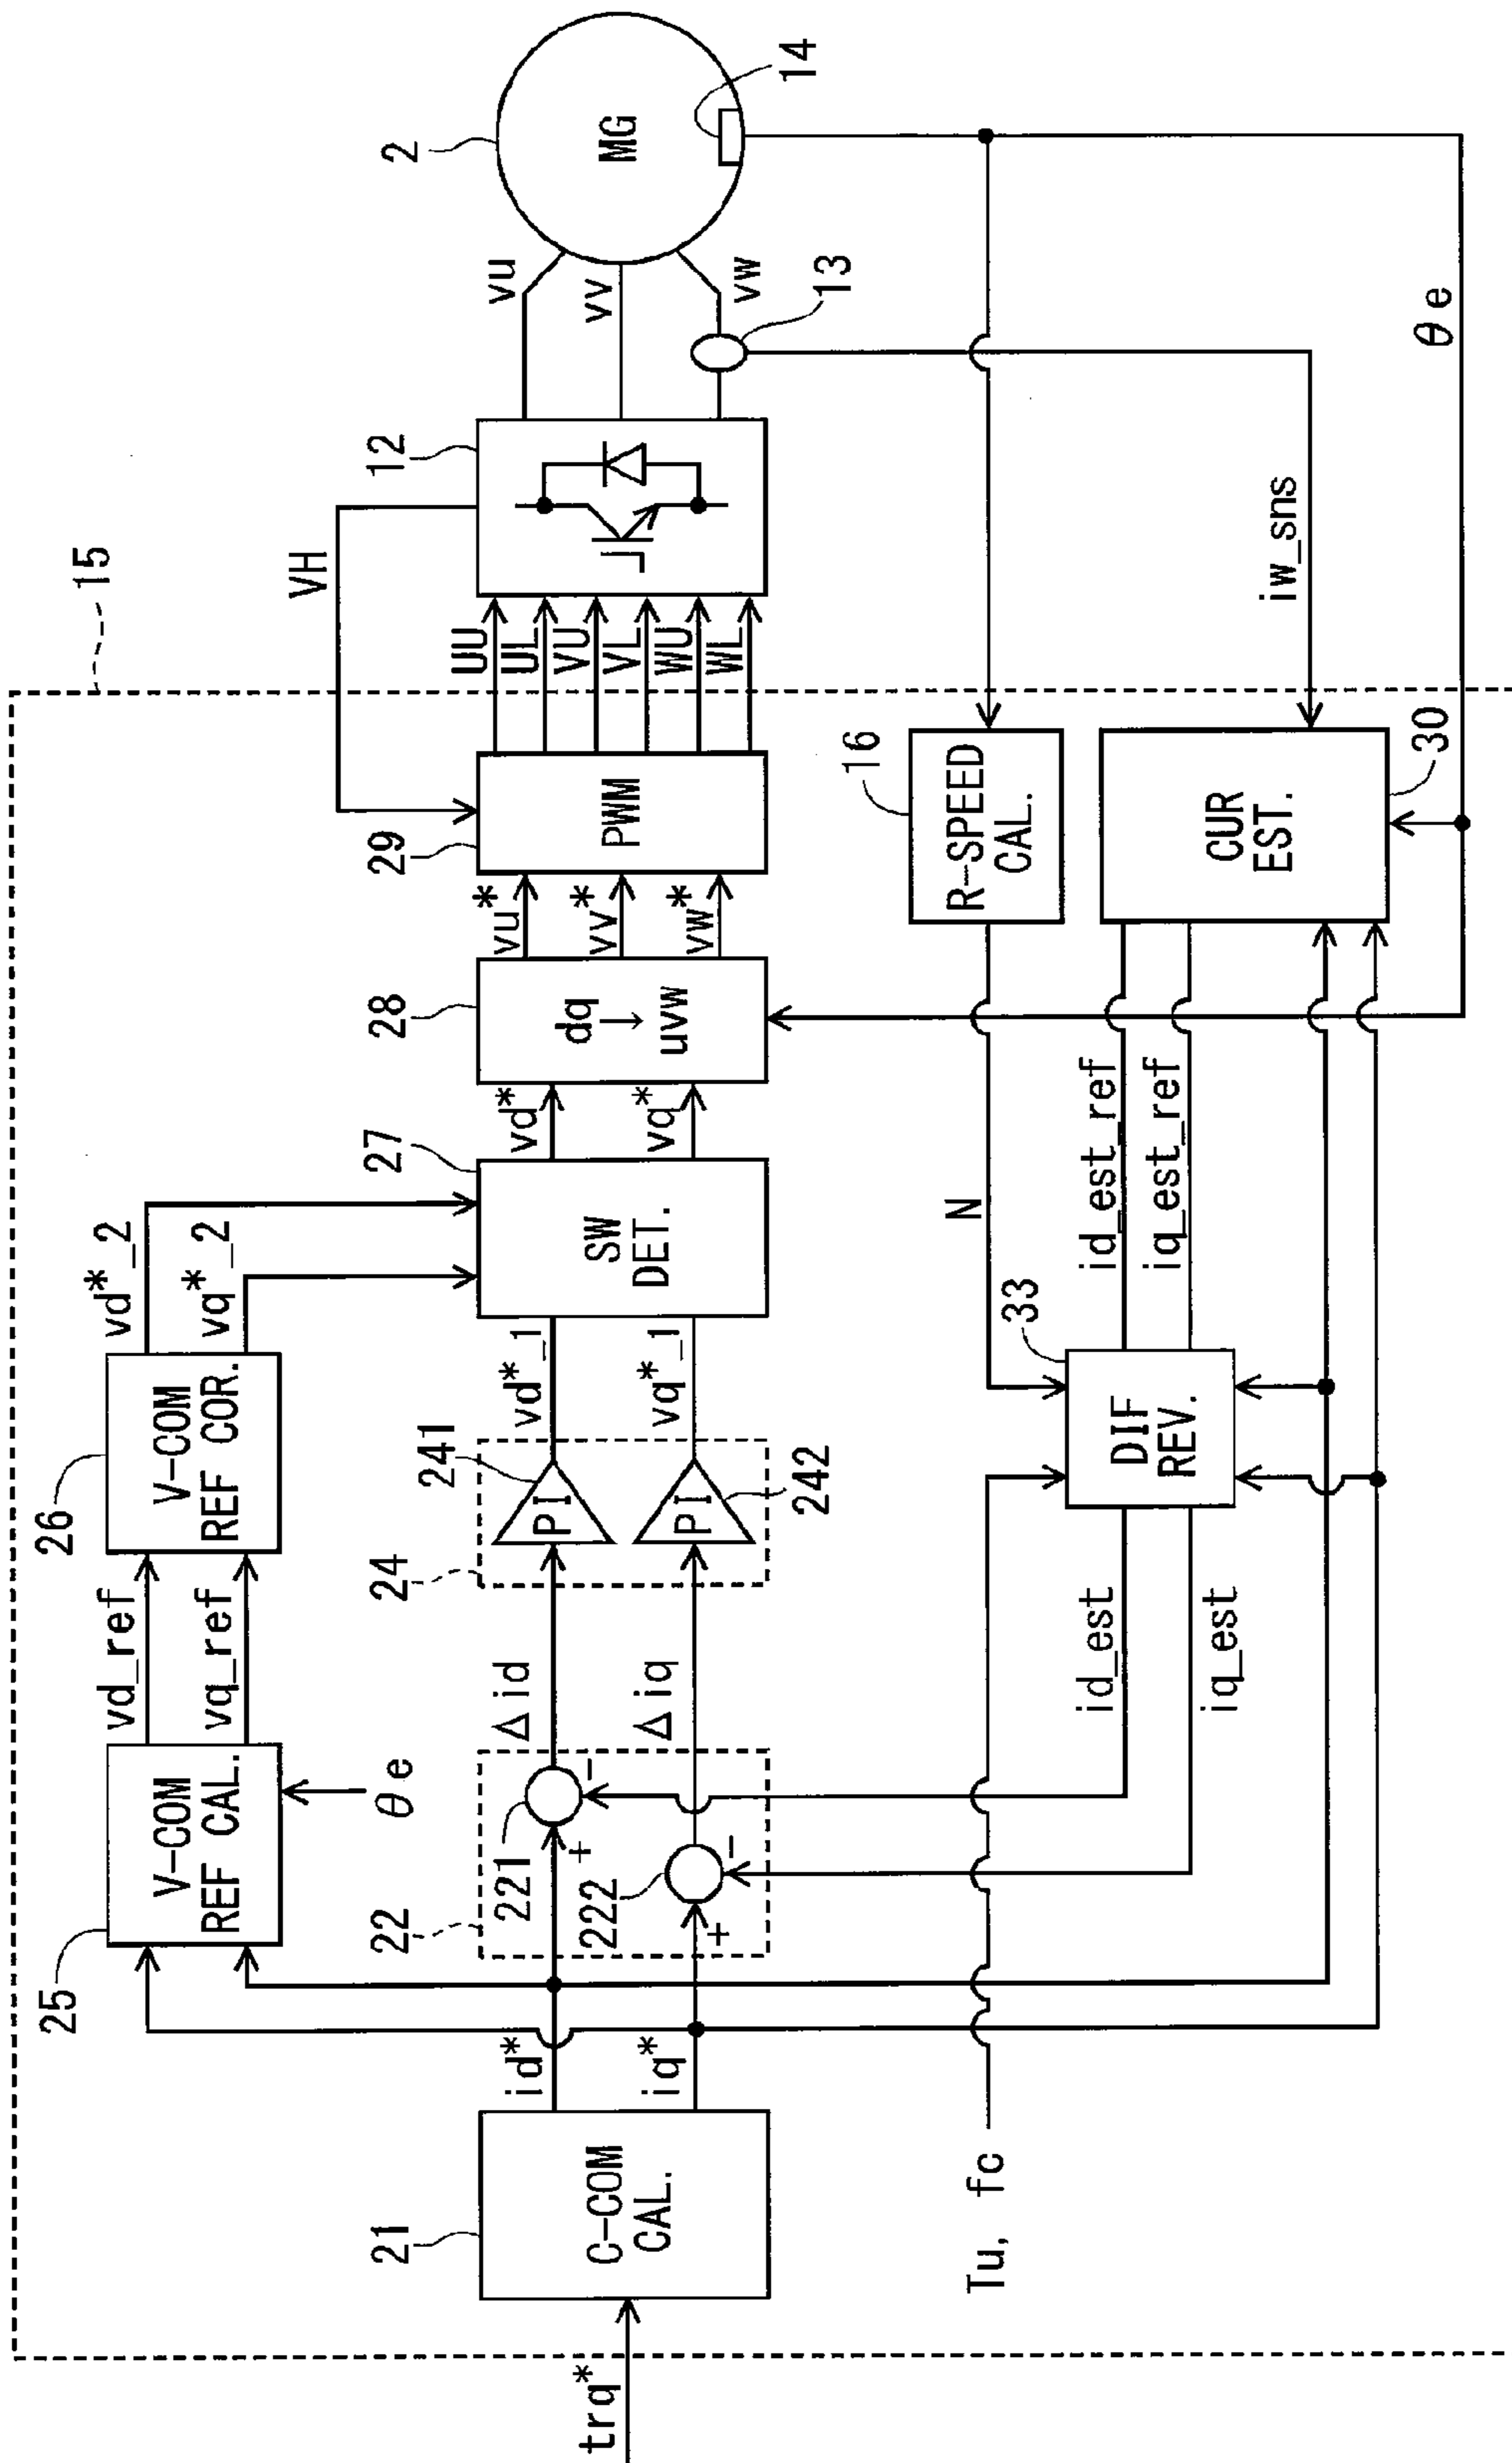 15
25
V-COM
REF CAL.
θe
vd_ref
vq_ref
26
V-COM
REF COR.
vd*_2
vq*_2
VH
trq*
21
C-COM
CAL.
id*
iq*
22
221
222
+
-
+
-
Δid
Δiq
24
241
PI
PI
242
vd*_1
vq*_1
27
SW
DET.
vd*
vq*
28
dq
↓
uvw
vu*
vv*
vw*
29
PWM
UU
UL
VU
VL
WU
WL
12
vu
vv
vw
13
2
MG
14
Tu, fc
id_est
iq_est
33
DIF
REV.
N
id_est_ref
iq_est_ref
16
R-SPEED
CAL.
CUR
EST.
30
iw_sns
θe